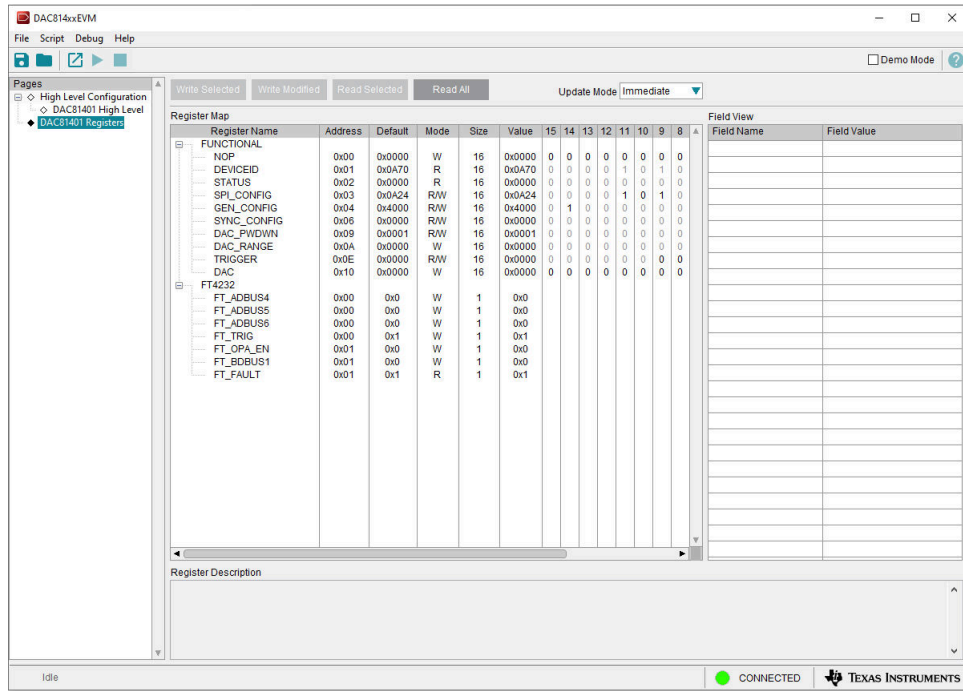 DAC814xxEVM
File Script Debug Help
Demo Mode
Pages
High Level Configuration
DAC81401 High Level
DAC81401 Registers
Write Selected Write Modified Read Selected Read All Update Mode Immediate
Register Map
Register Name Address Default Mode Size Value 15 14 13 12 11 10 9 8
FUNCTIONAL
NOP 0x00 0x0000 W 16 0x0000 0 0 0 0 0 0 0 0
DEVICEID 0x01 0x0A70 R 16 0x0A70 0 0 0 0 1 0 1 0
STATUS 0x02 0x0000 R 16 0x0000 0 0 0 0 0 0 0 0
SPI_CONFIG 0x03 0x0A24 R/W 16 0x0A24 0 0 0 0 1 0 1 0
GEN_CONFIG 0x04 0x4000 R/W 16 0x4000 0 1 0 0 0 0 0 0
SYNC_CONFIG 0x06 0x0000 R/W 16 0x0000 0 0 0 0 0 0 0 0
DAC_PWDWN 0x09 0x0001 R/W 16 0x0001 0 0 0 0 0 0 0 0
DAC_RANGE 0x0A 0x0000 W 16 0x0000 0 0 0 0 0 0 0 0
TRIGGER 0x0E 0x0000 R/W 16 0x0000 0 0 0 0 0 0 0 0
DAC 0x10 0x0000 W 16 0x0000 0 0 0 0 0 0 0 0
FT4232
FT_ADBUS4 0x00 0x0 W 1 0x0
FT_ADBUS5 0x00 0x0 W 1 0x0
FT_ADBUS6 0x00 0x0 W 1 0x0
FT_TRIG 0x00 0x1 W 1 0x1
FT_OPA_EN 0x01 0x0 W 1 0x0
FT_BDBUS1 0x01 0x0 W 1 0x0
FT_FAULT 0x01 0x1 R 1 0x1
Field View
Field Name Field Value
Register Description
Idle
CONNECTED
TEXAS INSTRUMENTS